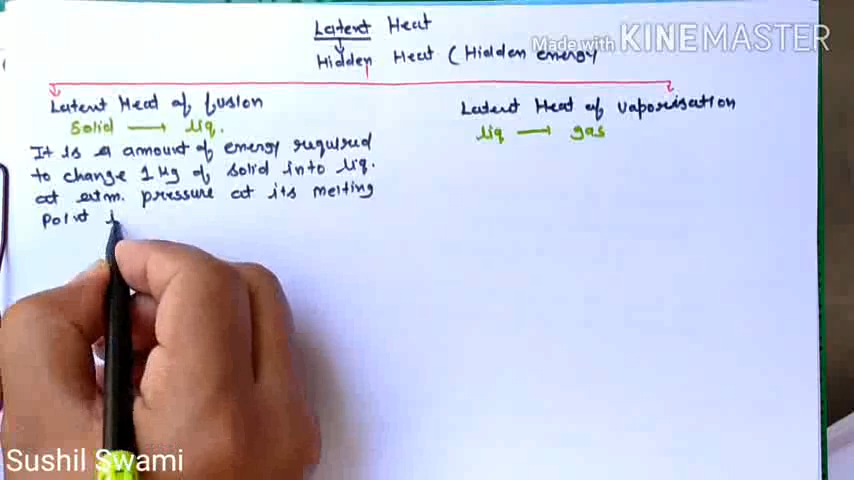 Latent Heat
Hidden Heat (Hidden energy
Made with KINEMASTER
Latent Heat of fusion
Solid → liq.
It is a amount of energy required
to change 1 kg of solid into liq.
at atm. pressure at its melting
point
Latent Heat of vaporisation
liq → gas
Sushil Swami